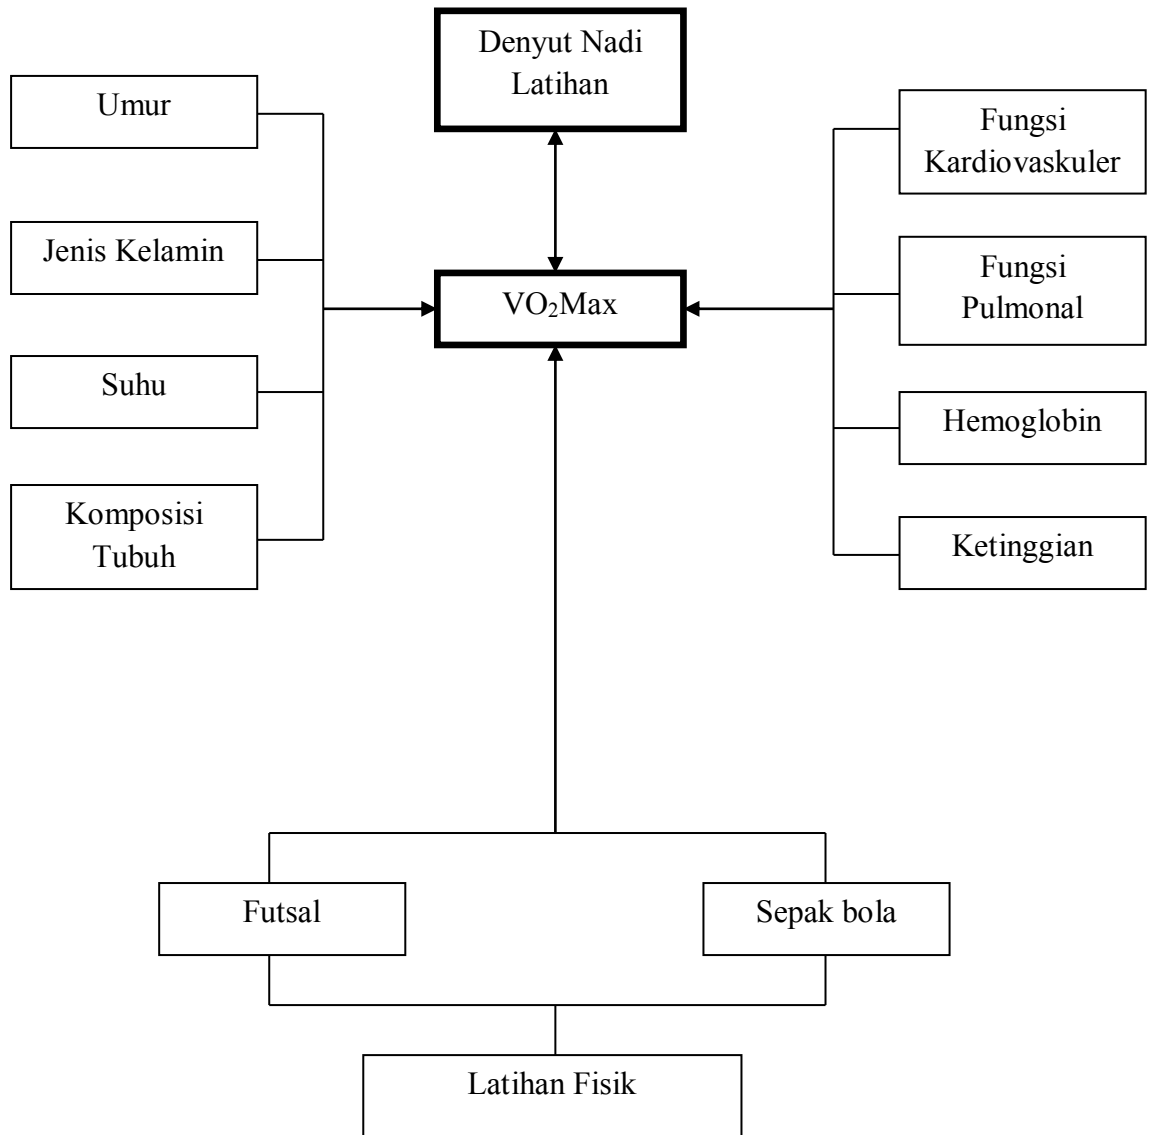 Denyut Nadi
Latihan
Umur
Fungsi
Kardiovaskuler
Jenis Kelamin
Fungsi
Pulmonal
VO₂Max
Suhu
Hemoglobin
Komposisi
Tubuh
Ketinggian
Futsal
Sepak bola
Latihan Fisik